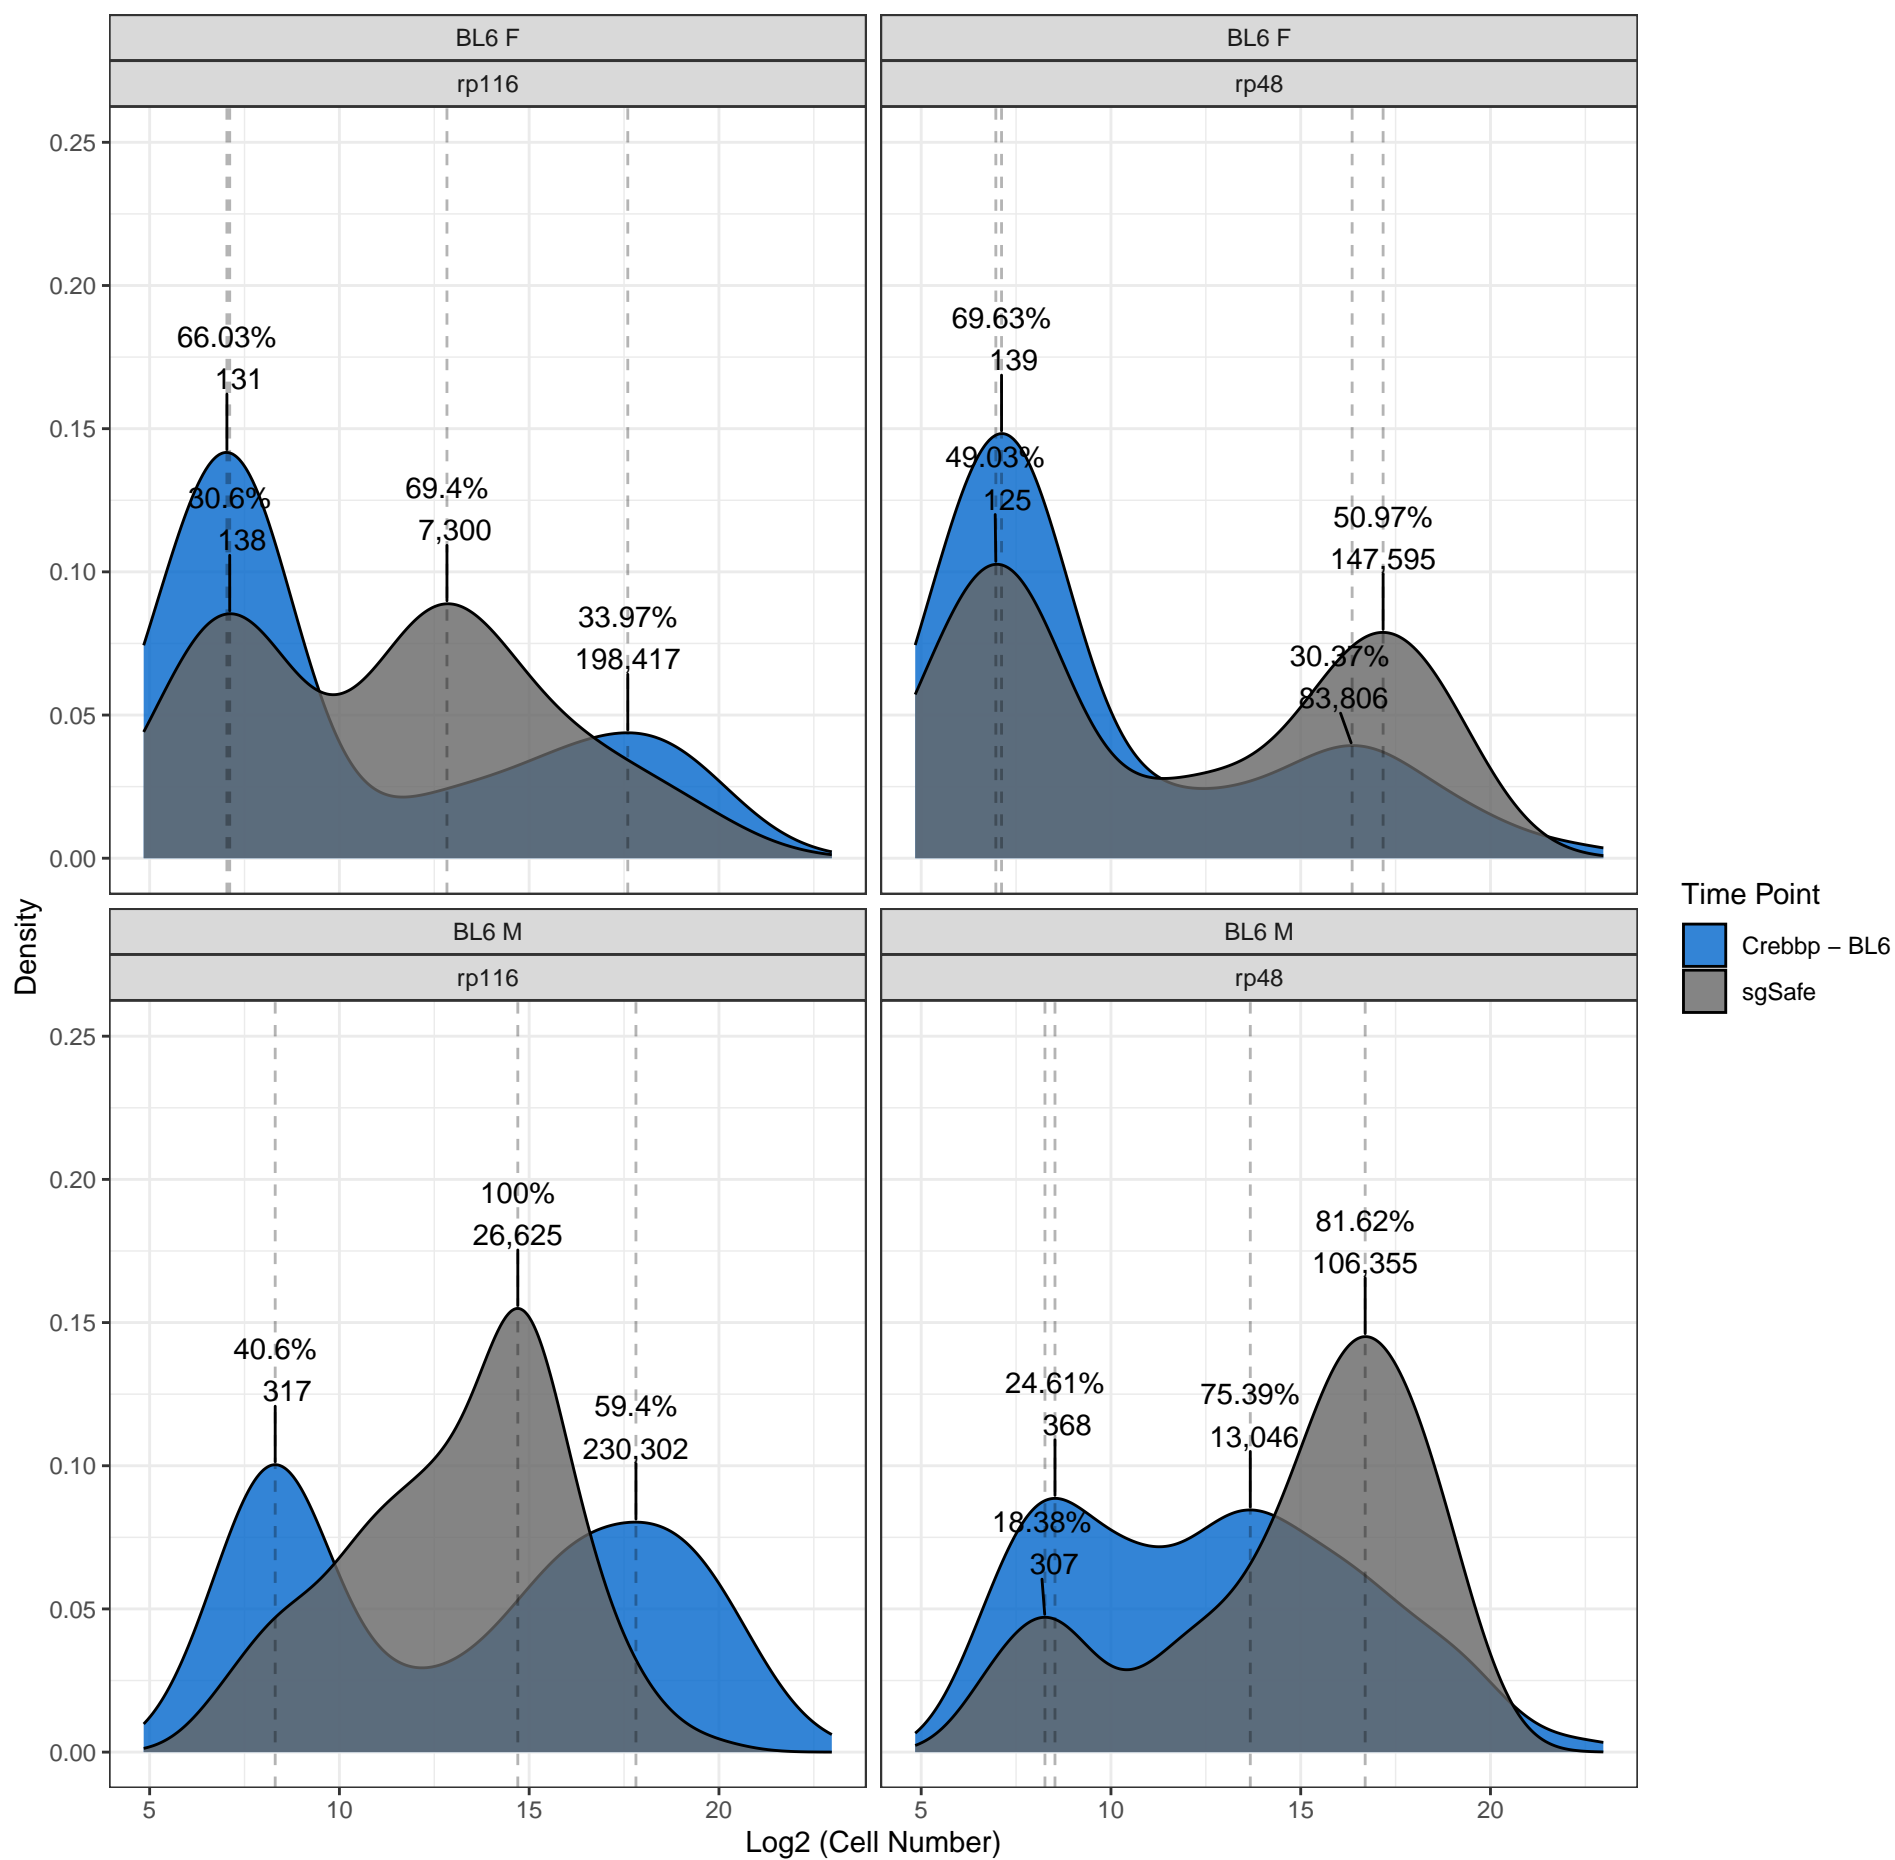 BL6 F
rp116
BL6 F
rp48
0.25
0.20
0.15
0.10
0.05
0.00
66.03%
131
30.6%
138
69.4%
7,300
33.97%
198,417
69.63%
139
49.03%
125
50.97%
147,595
30.37%
83,806
BL6 M
rp116
BL6 M
rp48
0.25
0.20
0.15
0.10
0.05
0.00
40.6%
317
100%
26,625
59.4%
230,302
24.61%
368
18.38%
307
75.39%
13,046
81.62%
106,355
5 10 15 20
5 10 15 20
Log2 (Cell Number)
Density
Time Point
Crebbp – BL6
sgSafe